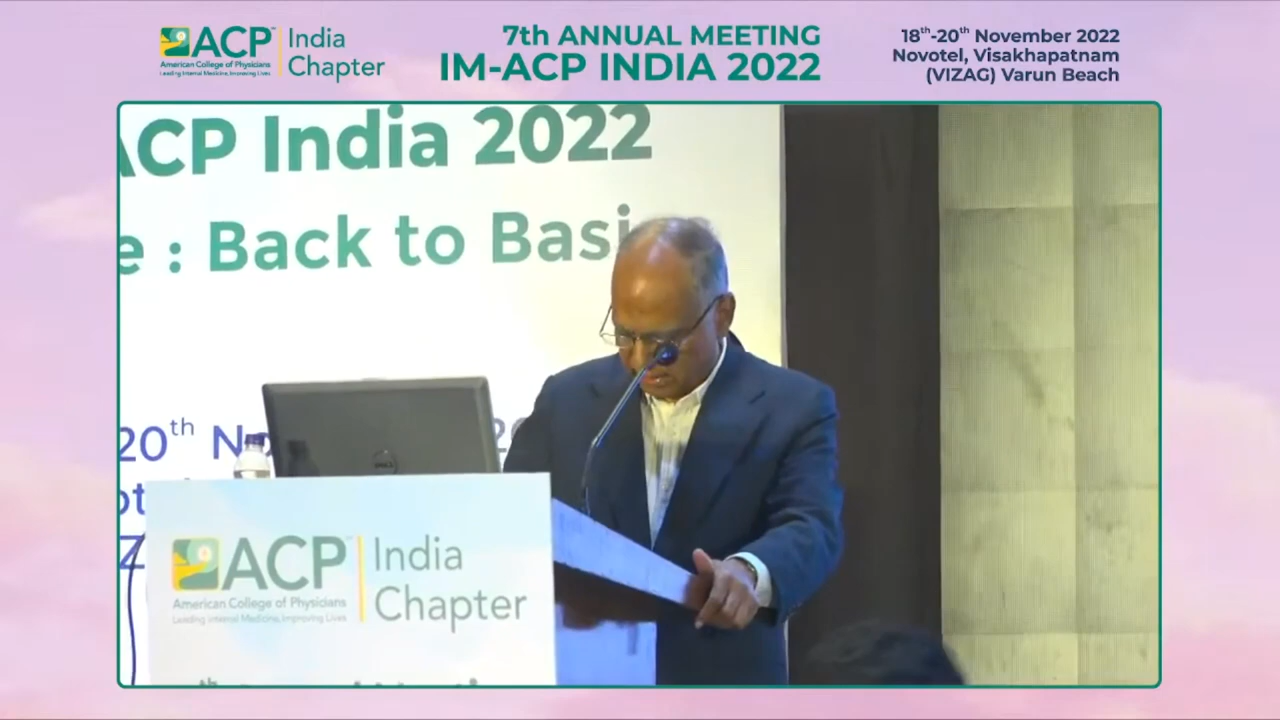 ACP
India
Chapter
American College of Physicians
Leading Internal Medicine, Improving Lives
7th ANNUAL MEETING
IM-ACP INDIA 2022
18th-20th November 2022
Novotel, Visakhapatnam
(VIZAG) Varun Beach
ACP India 2022
: Back to
20th
DELL
ACP
India
Chapter
American College of Physicians
Leading Internal Medicine, Improving Lives